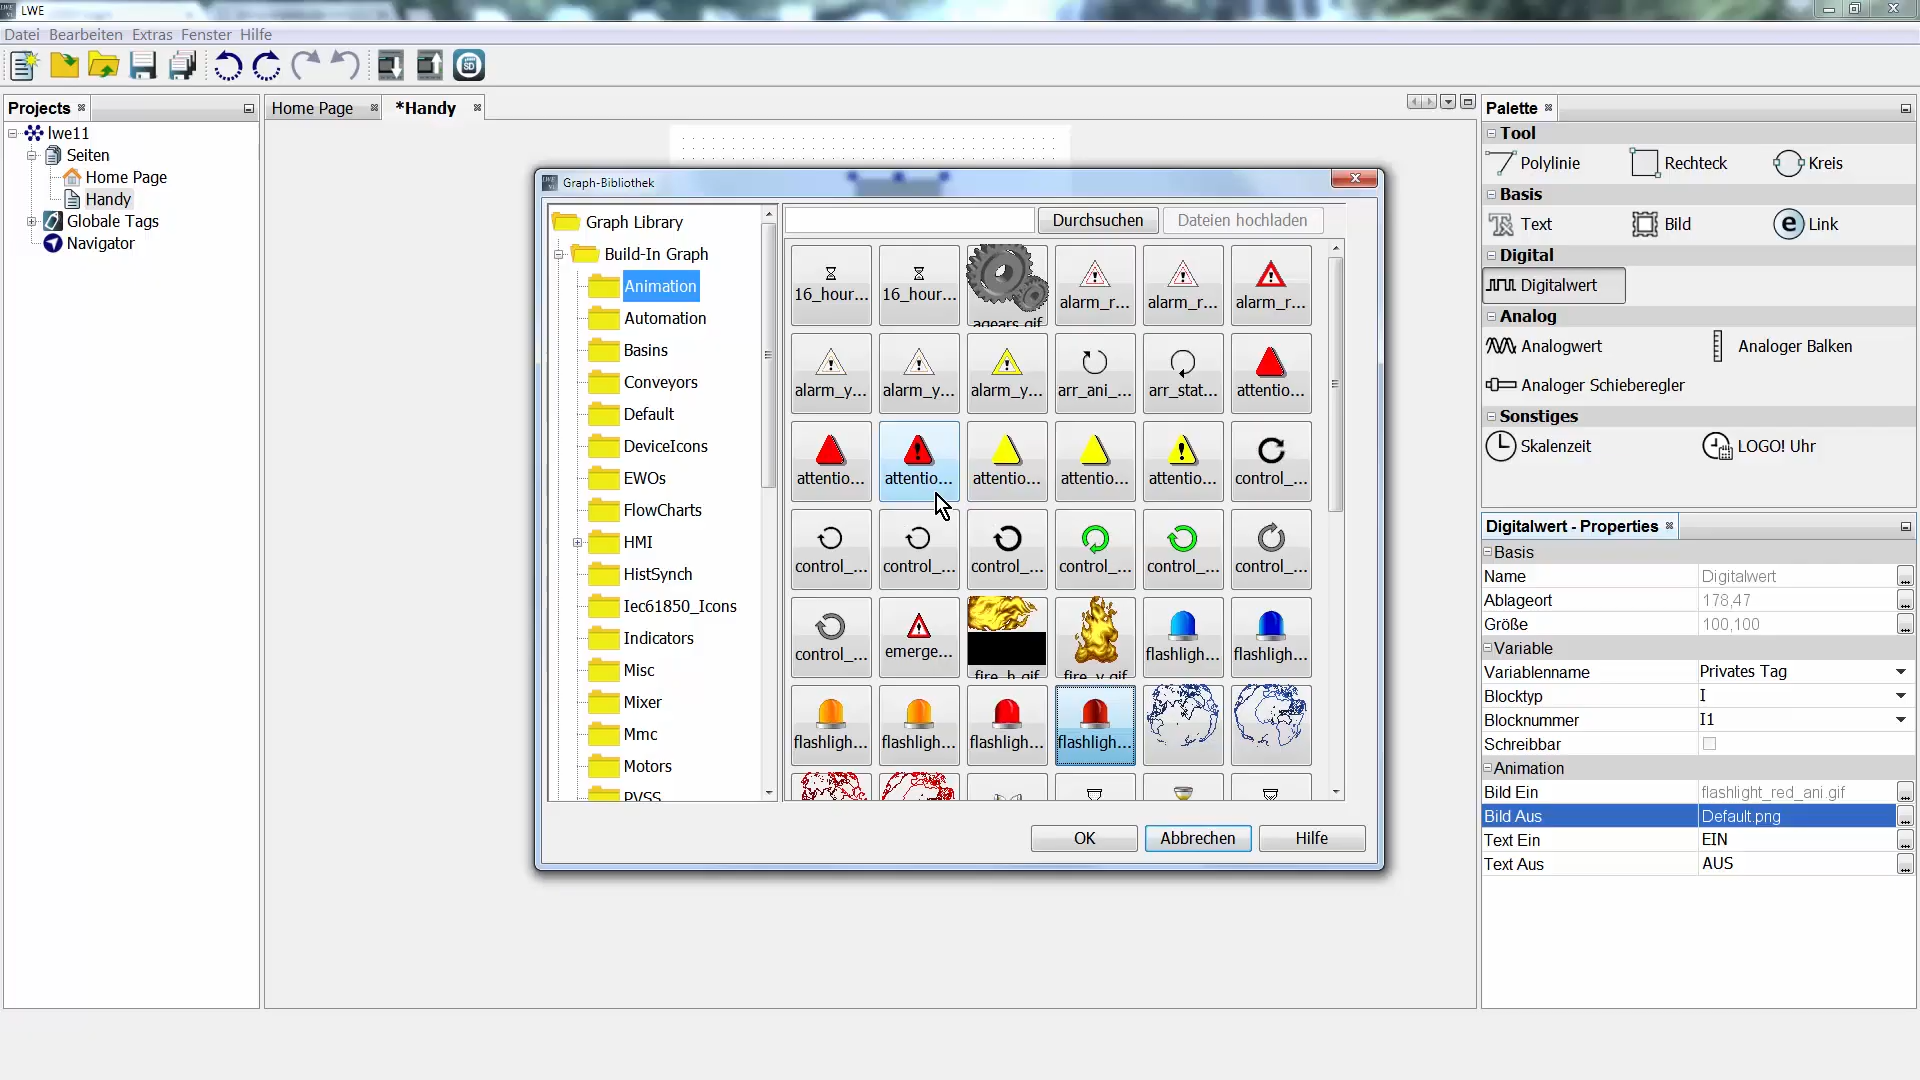 LWE
Datei Bearbeiten Extras Fenster Hilfe
Projects
Home Page *Handy
lwe11
Seiten
Home Page
Handy
Globale Tags
Navigator
Graph-Bibliothek
Graph Library
Build-In Graph
Animation
Automation
Basins
Conveyors
Default
DeviceIcons
EWOs
FlowCharts
HMI
HistSynch
Iec61850_Icons
Indicators
Misc
Mixer
Mmc
Motors
PVSS
Durchsuchen Dateien hochladen
16_hour... 16_hour... agears.gif alarm_r... alarm_r... alarm_r...
alarm_y... alarm_y... alarm_y... arr_ani_... arr_stat... attentio...
attentio... attentio... attentio... attentio... attentio... control_...
control_... control_... control_... control_... control_... control_...
control_... emerge... fire_h.gif fire_v.gif flashligh... flashligh...
flashligh... flashligh... flashligh... flashligh...
OK Abbrechen Hilfe
Palette
Tool
Polylinie Rechteck Kreis
Basis
Text Bild Link
Digital
Digitalwert
Analog
Analogwert Analoger Balken
Analoger Schieberegler
Sonstiges
Skalenzeit LOGO! Uhr
Digitalwert - Properties
Basis
Name Digitalwert
Ablageort 178,47
Größe 100,100
Variable
Variablenname Privates Tag
Blocktyp I
Blocknummer I1
Schreibbar
Animation
Bild Ein flashlight_red_ani.gif
Bild Aus Default.png
Text Ein EIN
Text Aus AUS